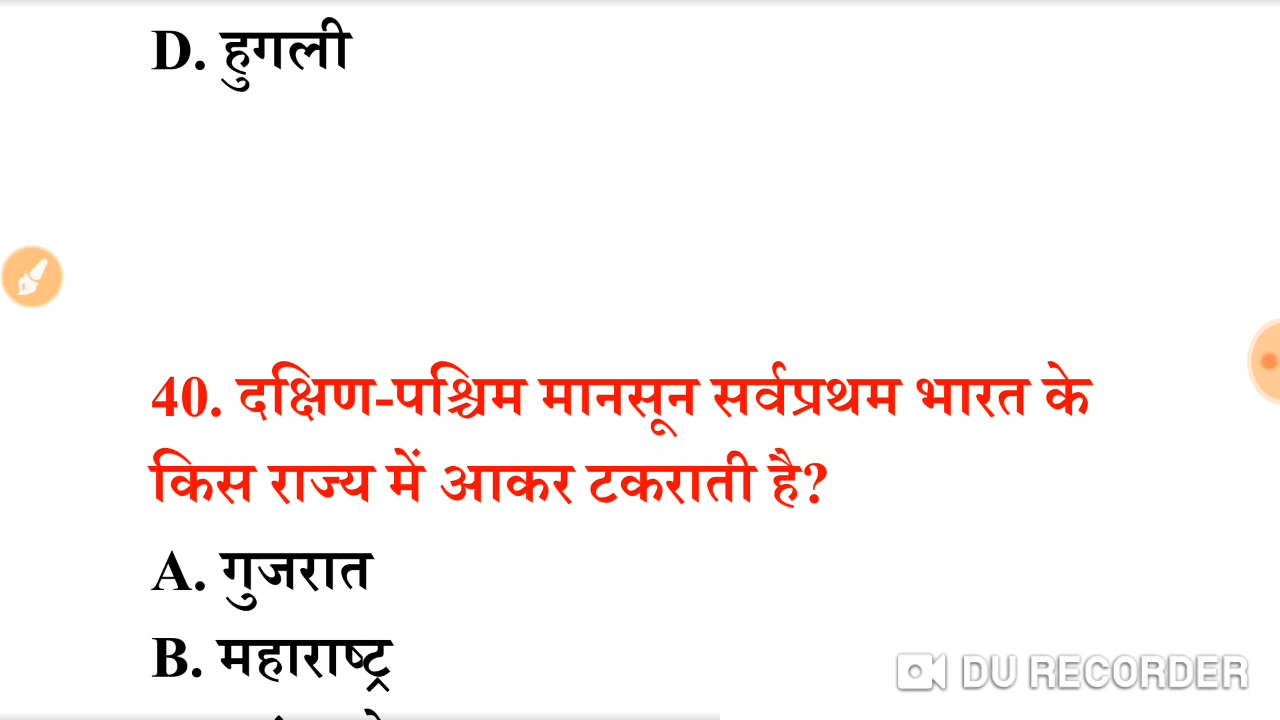 D. हुगली
40. दक्षिण-पश्चिम मानसून सर्वप्रथम भारत के
किस राज्य में आकर टकराती है?
A. गुजरात
B. महाराष्ट्र
DU RECORDER